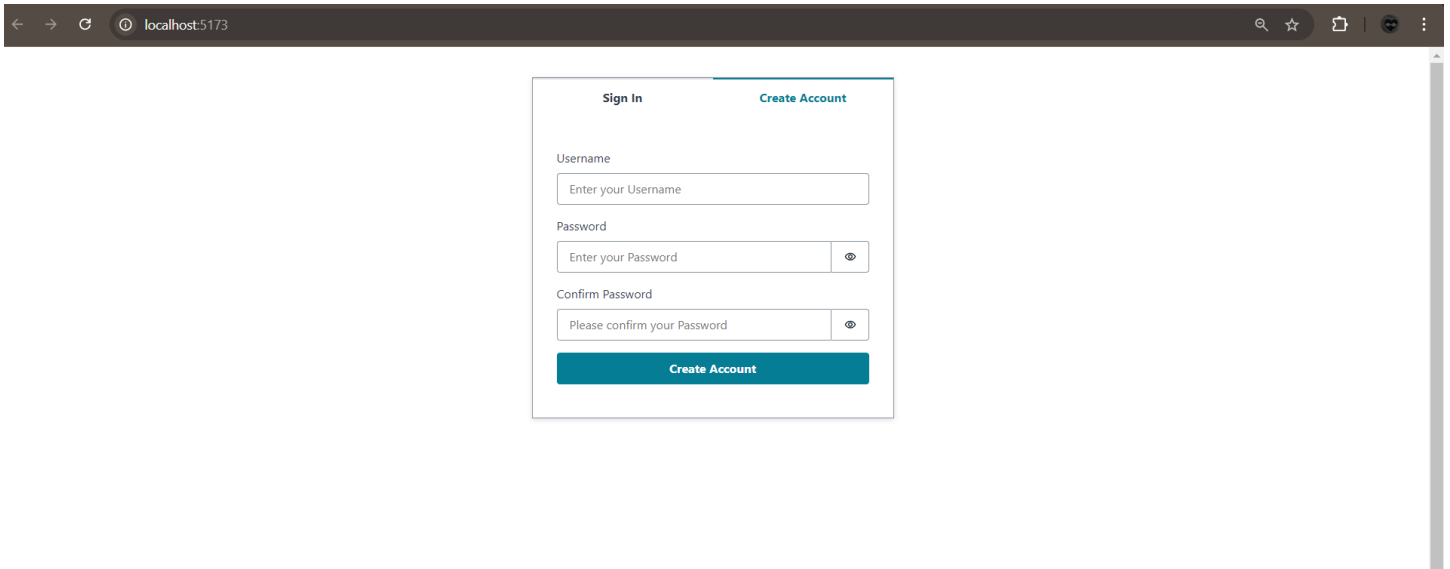 localhost:5173
Sign In
Create Account
Username
Enter your Username
Password
Enter your Password
Confirm Password
Please confirm your Password
Create Account